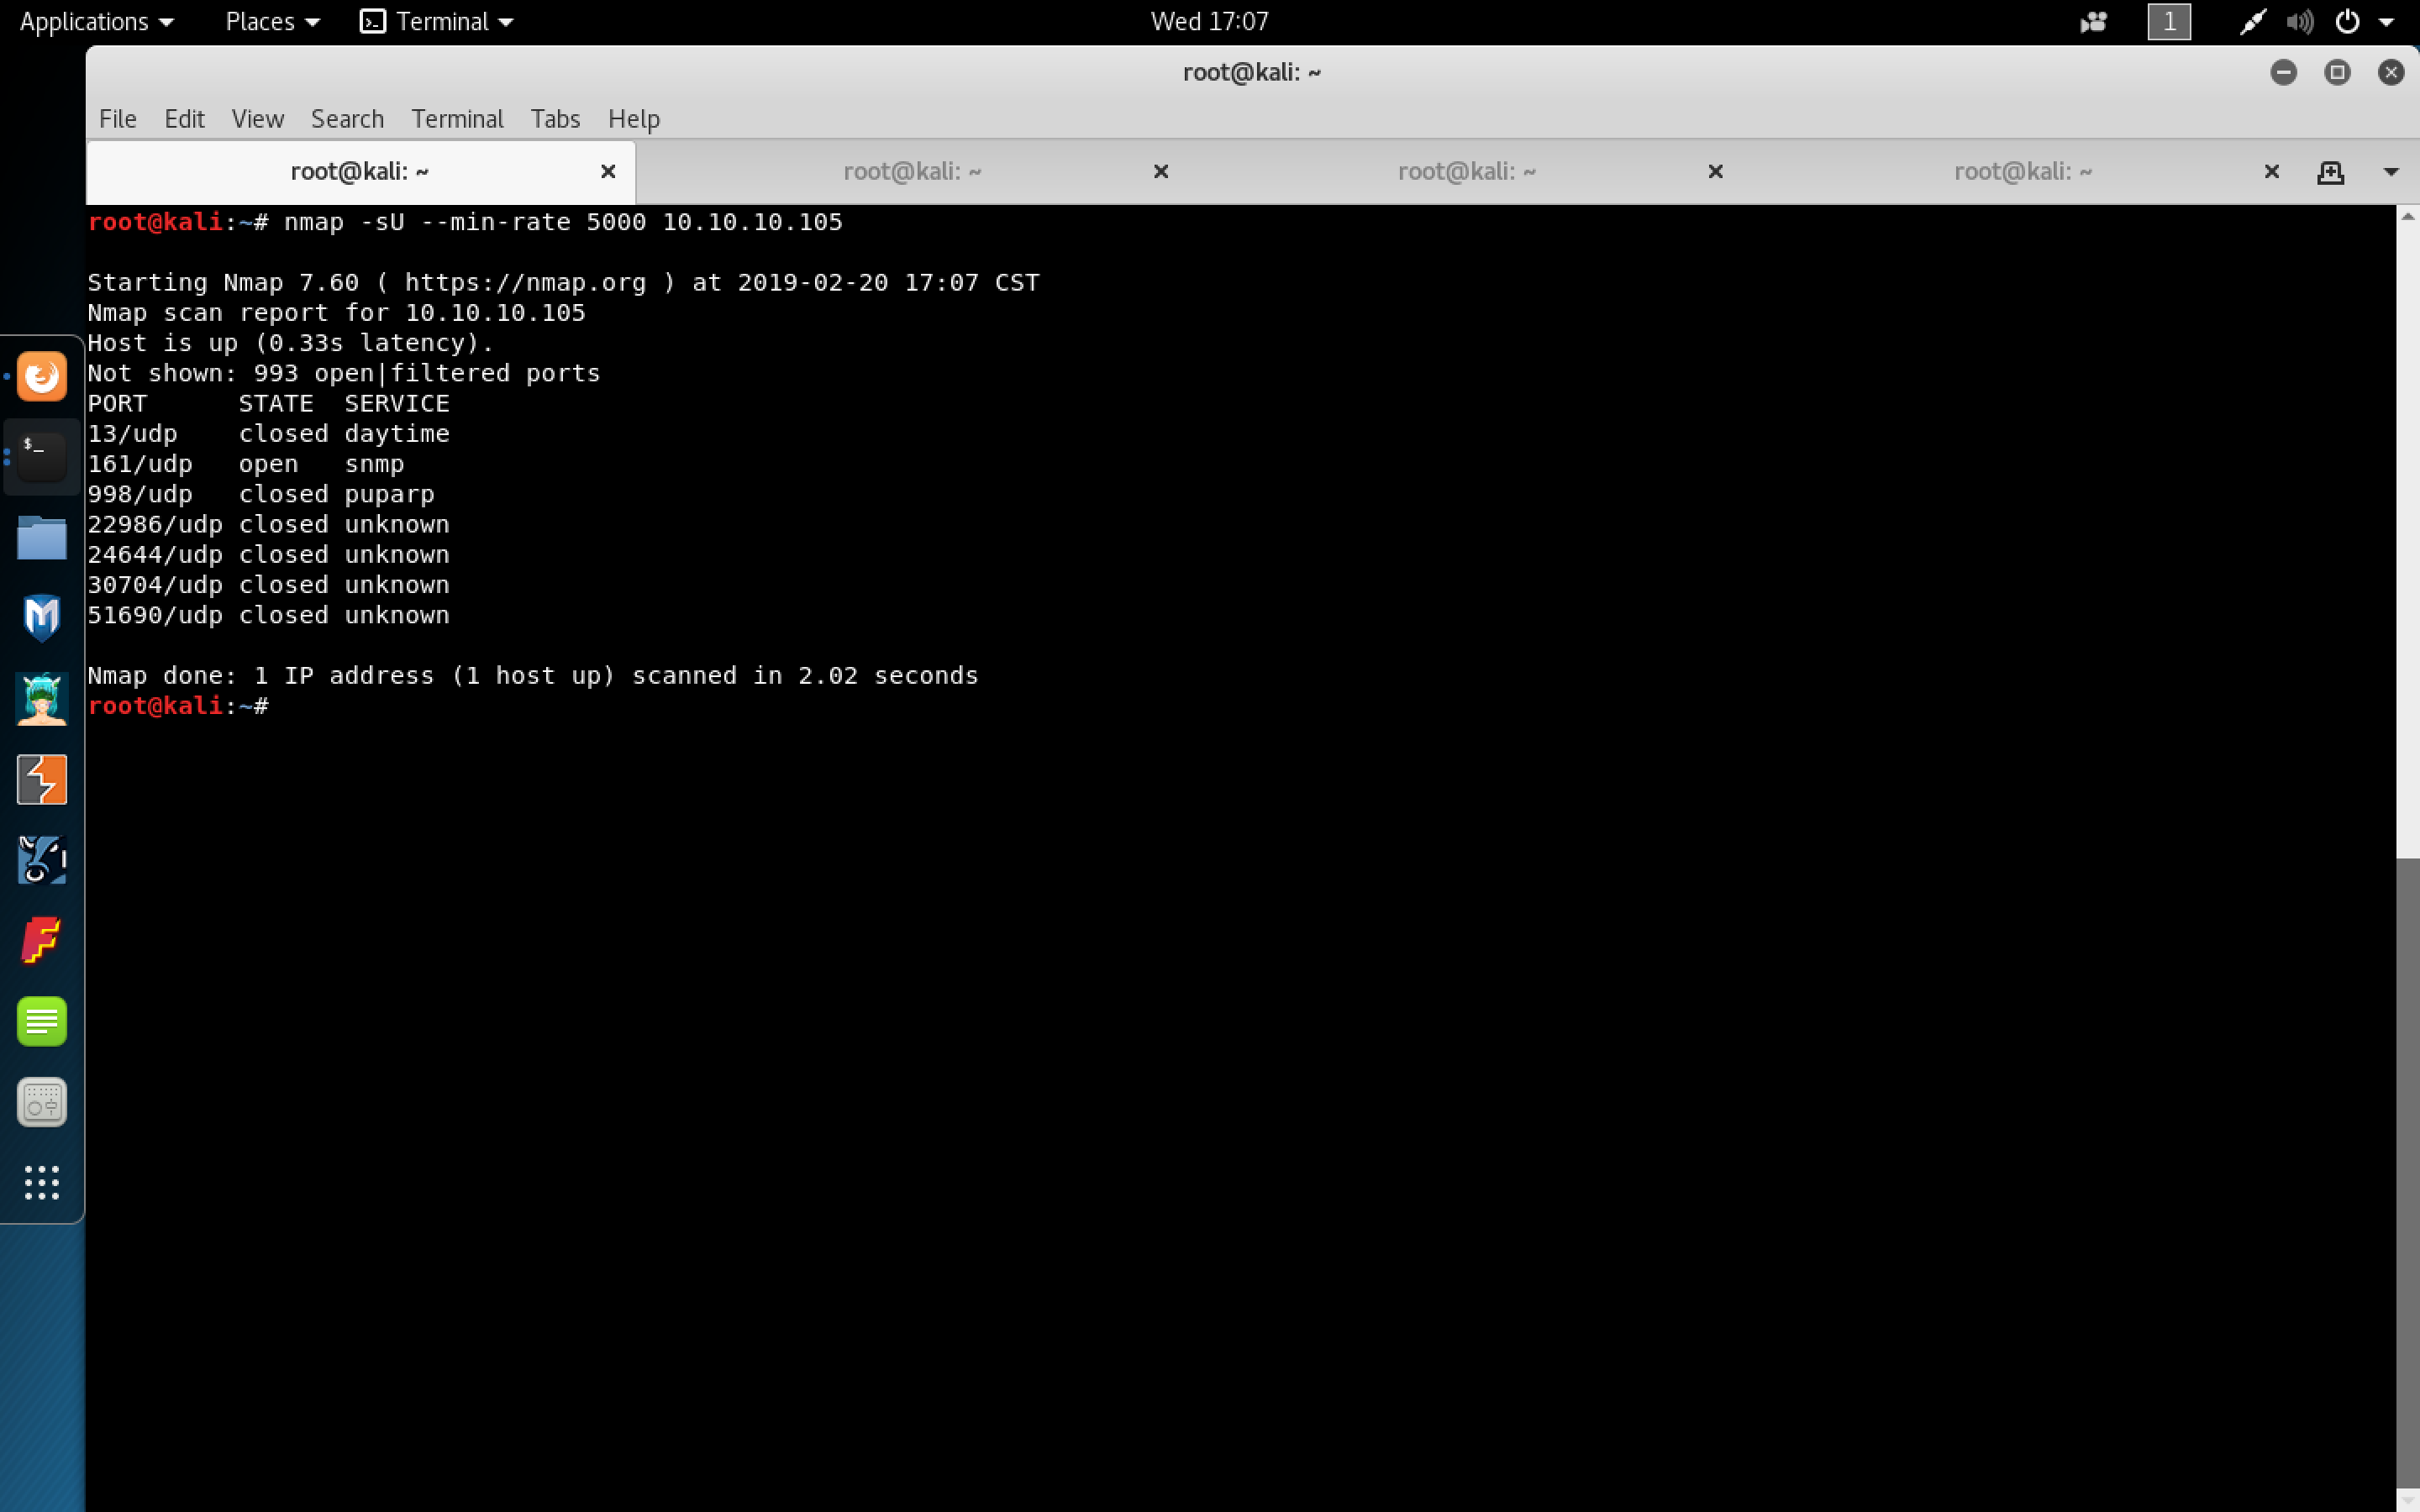 Applications Places Terminal Wed 17:07 1
root@kali: ~
File Edit View Search Terminal Tabs Help
root@kali: ~ root@kali: ~ root@kali: ~ root@kali: ~
root@kali:~# nmap -sU --min-rate 5000 10.10.10.105
Starting Nmap 7.60 ( https://nmap.org ) at 2019-02-20 17:07 CST
Nmap scan report for 10.10.10.105
Host is up (0.33s latency).
Not shown: 993 open|filtered ports
PORT      STATE  SERVICE
13/udp    closed daytime
161/udp   open   snmp
998/udp   closed puparp
22986/udp closed unknown
24644/udp closed unknown
30704/udp closed unknown
51690/udp closed unknown
Nmap done: 1 IP address (1 host up) scanned in 2.02 seconds
root@kali:~#